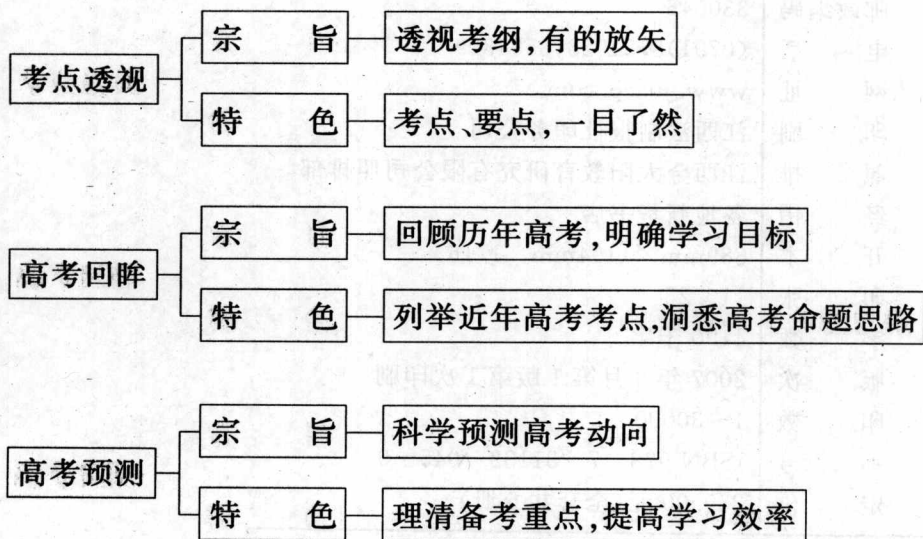 宗 旨 透视考纲,有的放矢
考点透视
特 色 考点、要点,一目了然
宗 旨 回顾历年高考,明确学习目标
高考回眸
特 色 列举近年高考考点,洞悉高考命题思路
宗 旨 科学预测高考动向
高考预测
特 色 理清备考重点,提高学习效率